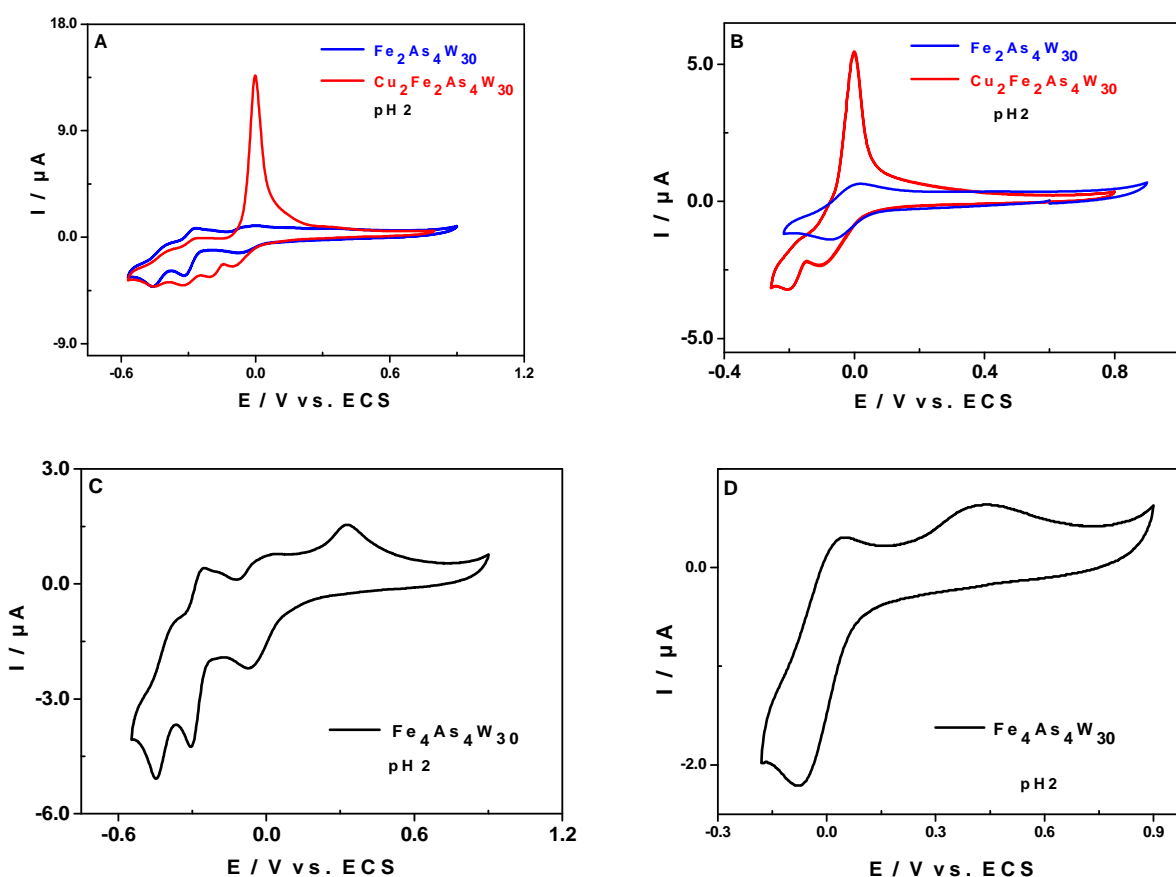 A
18.0
9.0
0.0
-9.0
I / µA
Fe2As4W30
Cu2Fe2As4W30
pH 2
-0.6
0.0
0.6
1.2
E / V vs. ECS
B
5.0
0.0
-5.0
I / µA
Fe2As4W30
Cu2Fe2As4W30
pH2
-0.4
0.0
0.4
0.8
E / V vs. ECS
C
3.0
0.0
-3.0
-6.0
I / µA
Fe4As4W30
pH 2
-0.6
0.0
0.6
1.2
E / V vs. ECS
D
0.0
-2.0
I / µA
Fe4As4W30
pH2
-0.3
0.0
0.3
0.6
0.9
E / V vs. ECS